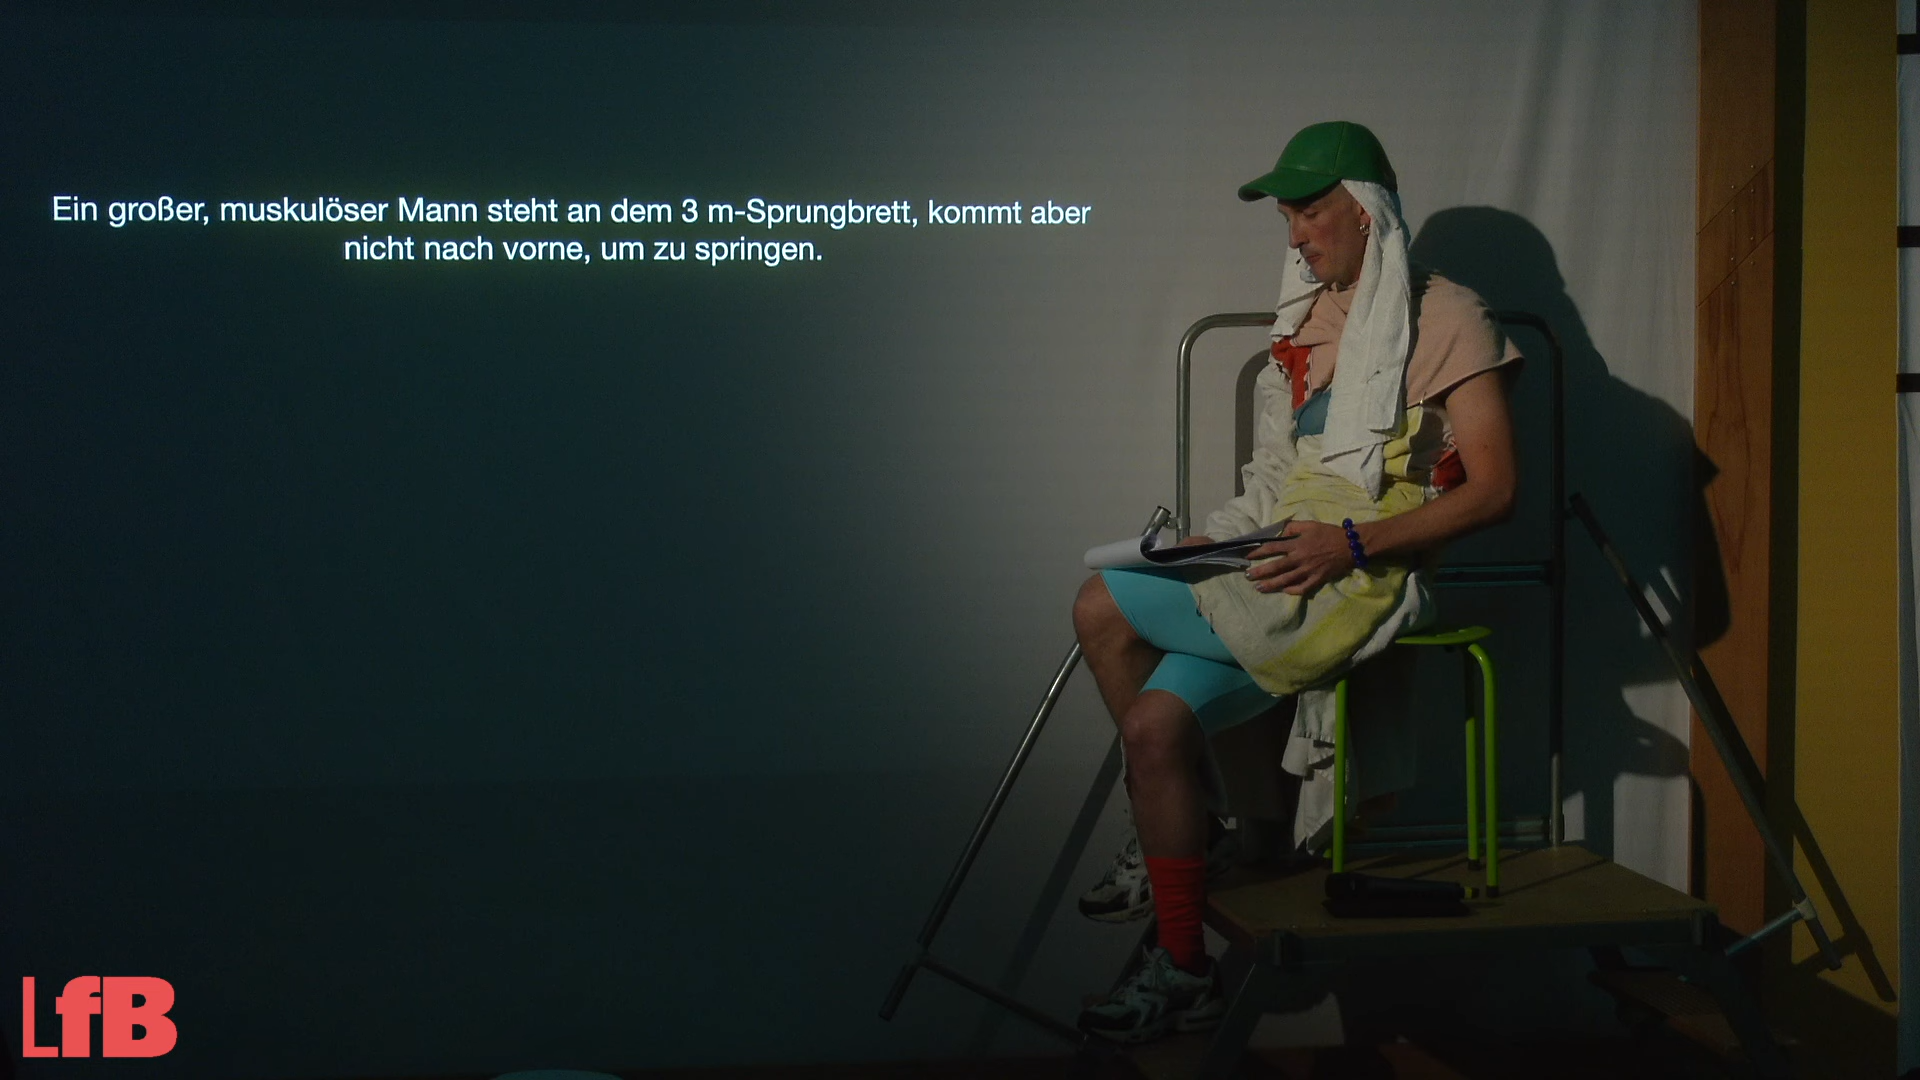 Ein großer, muskulöser Mann steht an dem 3 m-Sprungbrett, kommt aber
nicht nach vorne, um zu springen.
LfB